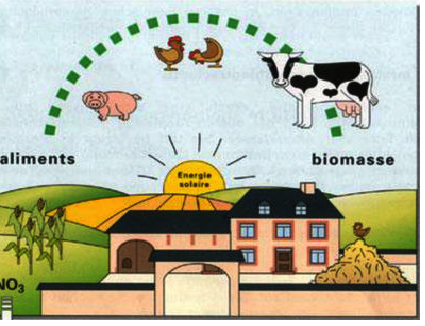 aliments
biomasse
Energie
solaire
NO₃